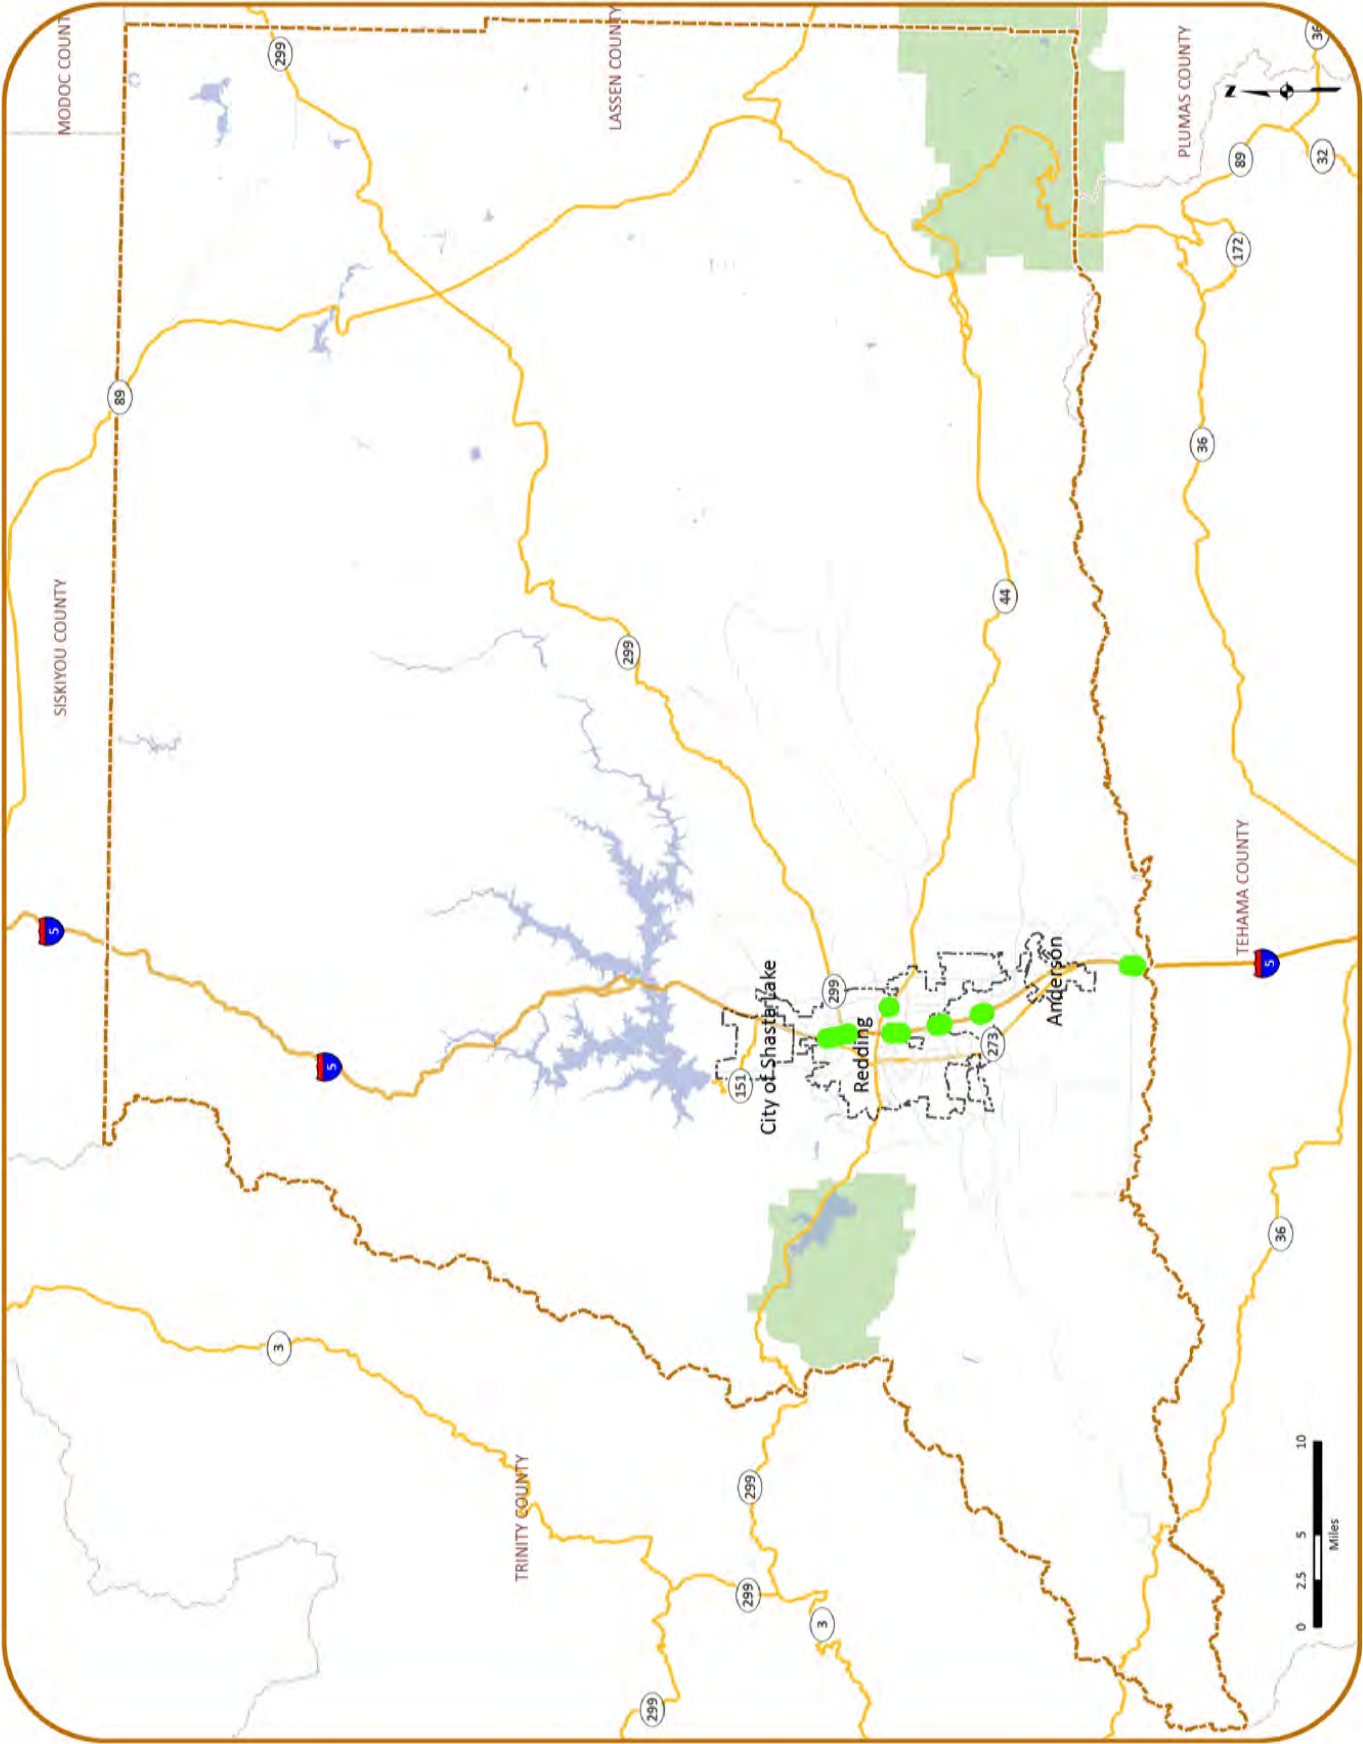 5
SISKIYOU COUNTY
MODOC COUNT
89
3
299
5
TRINITY COUNTY
LASSEN COUNTY
299
299
299
299
151
City of Shasta Lake
3
299
Redding
273
44
Anderson
PLUMAS COUNTY
36
TEHAMA COUNTY
172
89
N
5
36
0 2.5 5 10
Miles
32
36